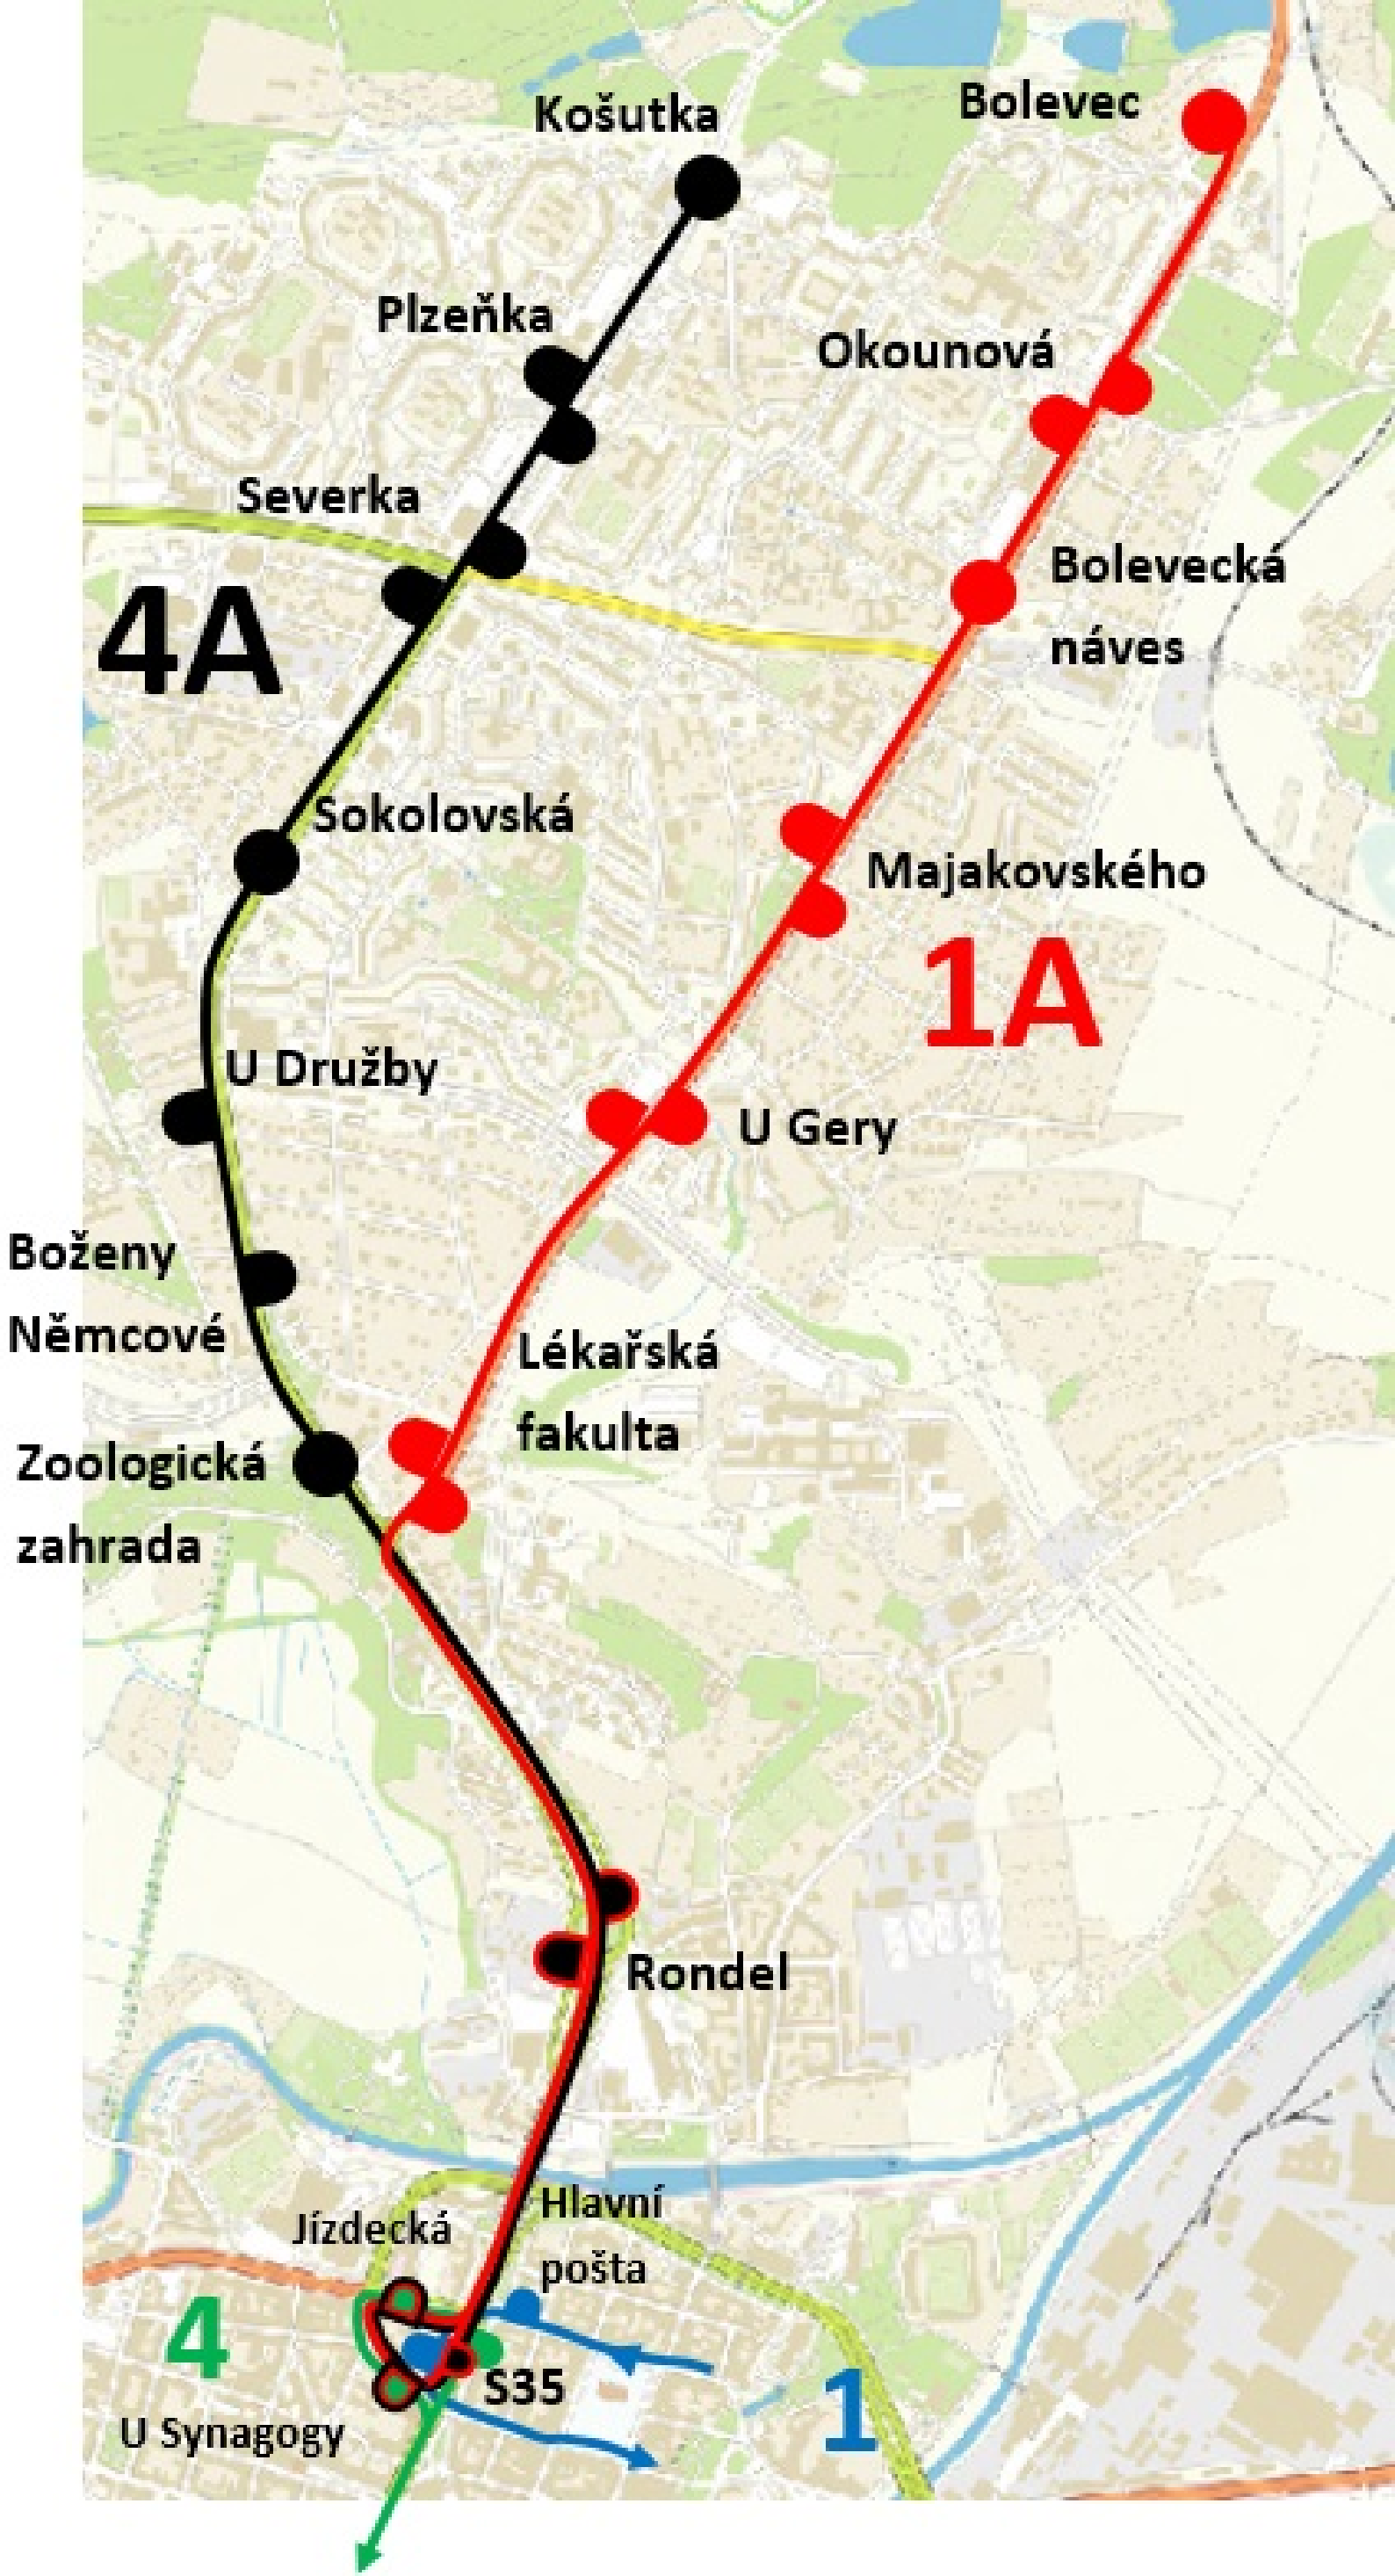 Bolevec
Košutka
Plzeňka
Okounová
Severka
Bolevecká
náves
4A
Sokolovská
Majakovského
1A
U Družby
U Gery
Boženy
Němcové
Lékařská
fakulta
Zoologická
zahrada
Rondel
Hlavní
pošta
Jízdecká
4
S35
1
U Synagogy